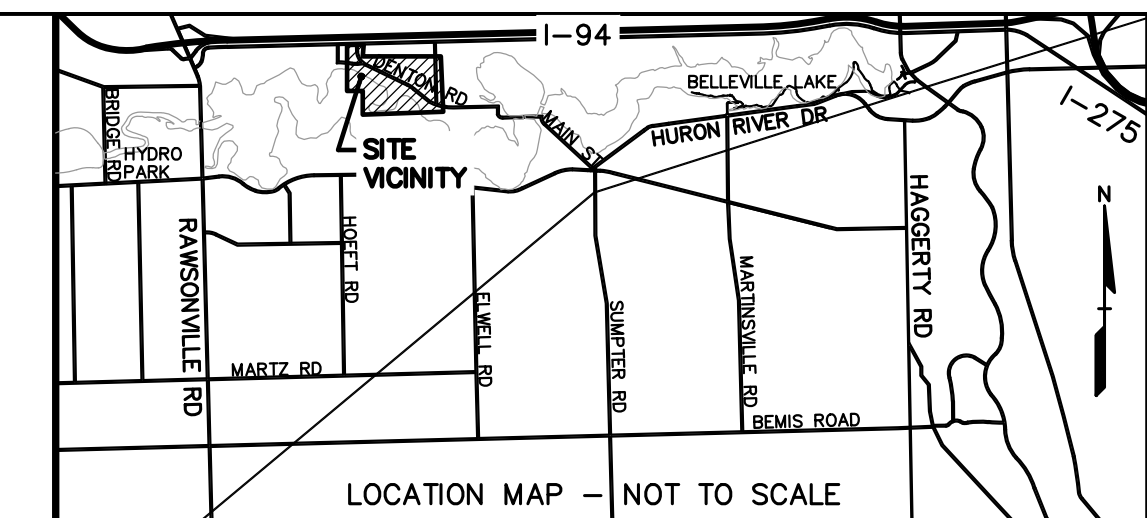 I-94
DENTON RD
BELLEVILLE LAKE
I-275
BRIDGE RD
MAIN ST
HURON RIVER DR
HYDRO
PARK
SITE
VICINITY
N
RAWSONVILLE RD
HOEFT RD
HAGGERTY RD
ELWELL RD
SUMPTER RD
MARTINSVILLE RD
MARTZ RD
BEMIS ROAD
LOCATION MAP - NOT TO SCALE